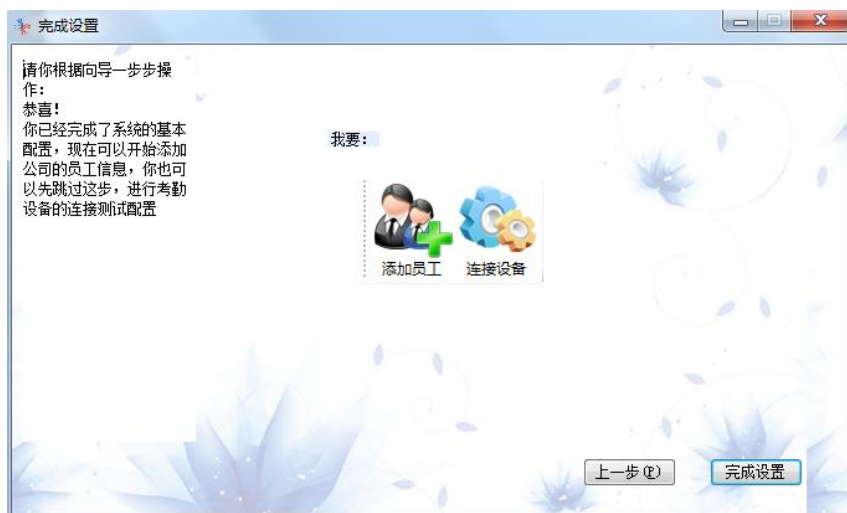 完成设置
请你根据向导一步步操
作：
恭喜！
你已经完成了系统的基本
配置，现在可以开始添加
公司的员工信息，你也可
以先跳过这步，进行考勤
设备的连接测试配置
我要：
添加员工 连接设备
上一步(P) 完成设置